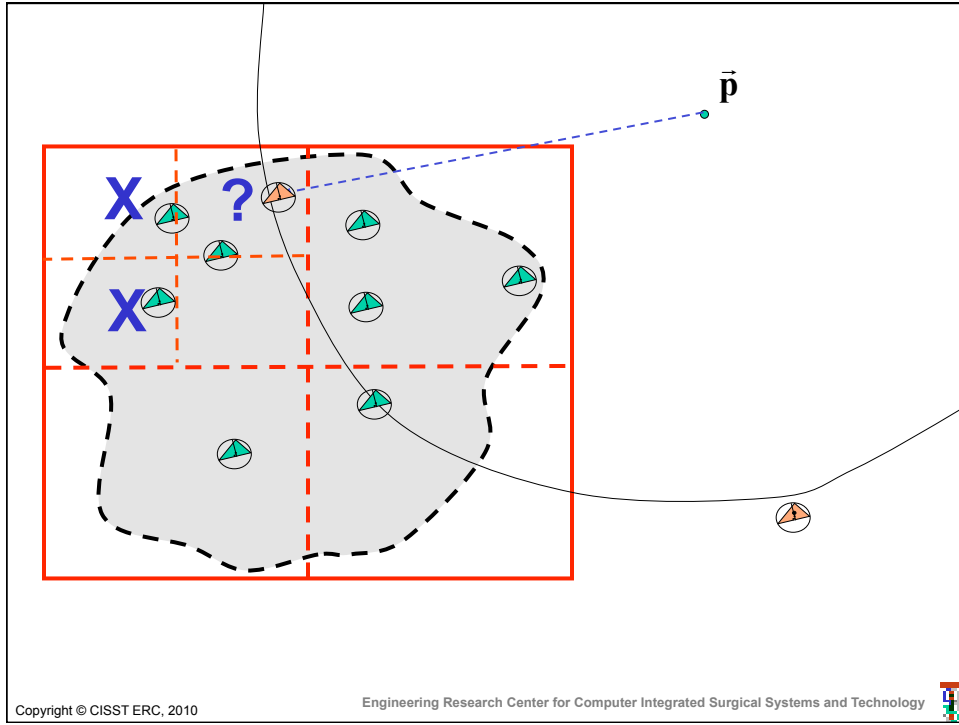 p⃗
X ?
X
Copyright © CISST ERC, 2010
Engineering Research Center for Computer Integrated Surgical Systems and Technology